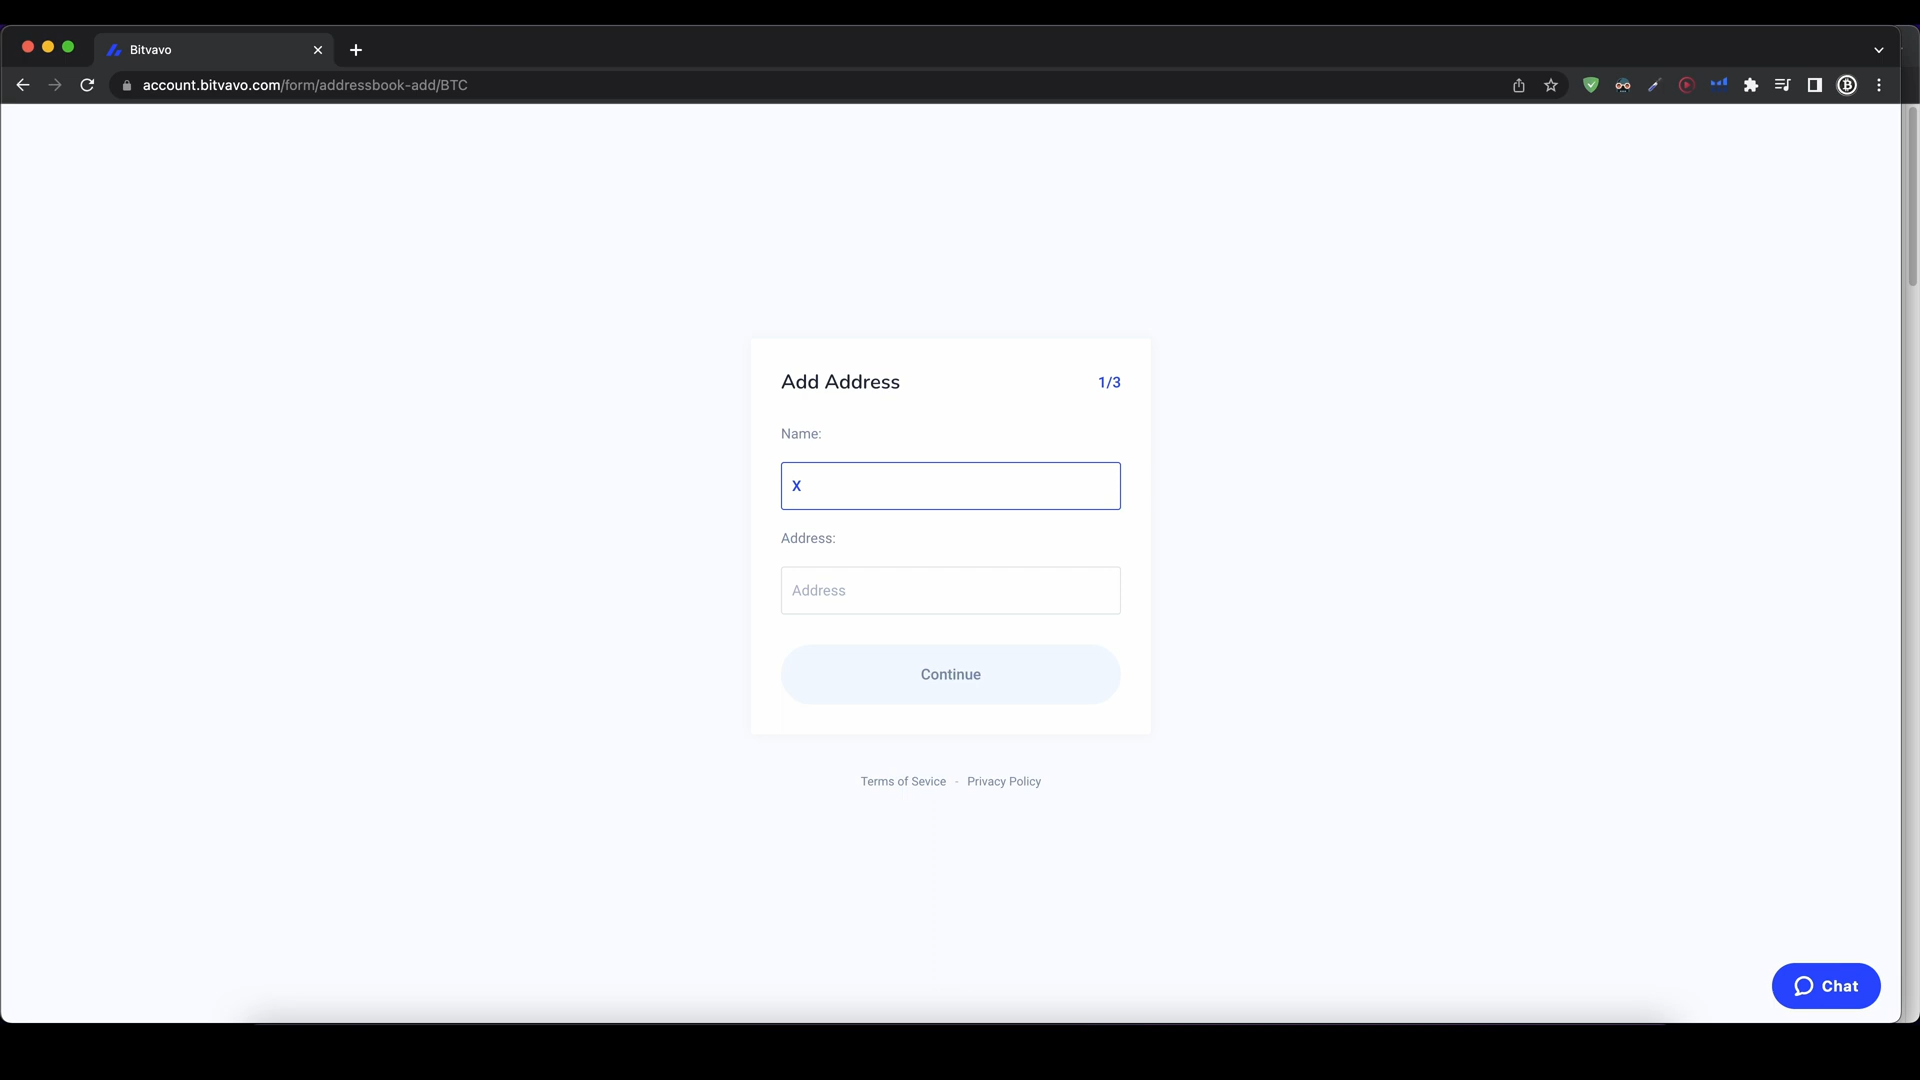 Bitvavo
account.bitvavo.com/form/addressbook-add/BTC
Add Address 1/3
Name:
X
Address:
Address
Continue
Terms of Sevice - Privacy Policy
Chat